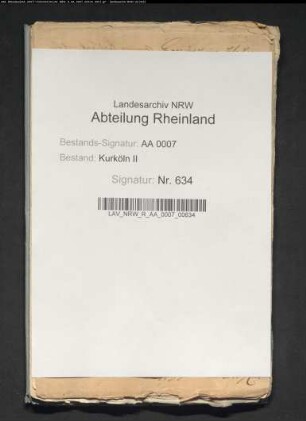 Landesarchiv NRW
Abteilung Rheinland
Bestands-Signatur: AA 0007
Bestand: Kurköln II
Signatur: Nr. 634
LAV_NRW_R_AA_0007_00634